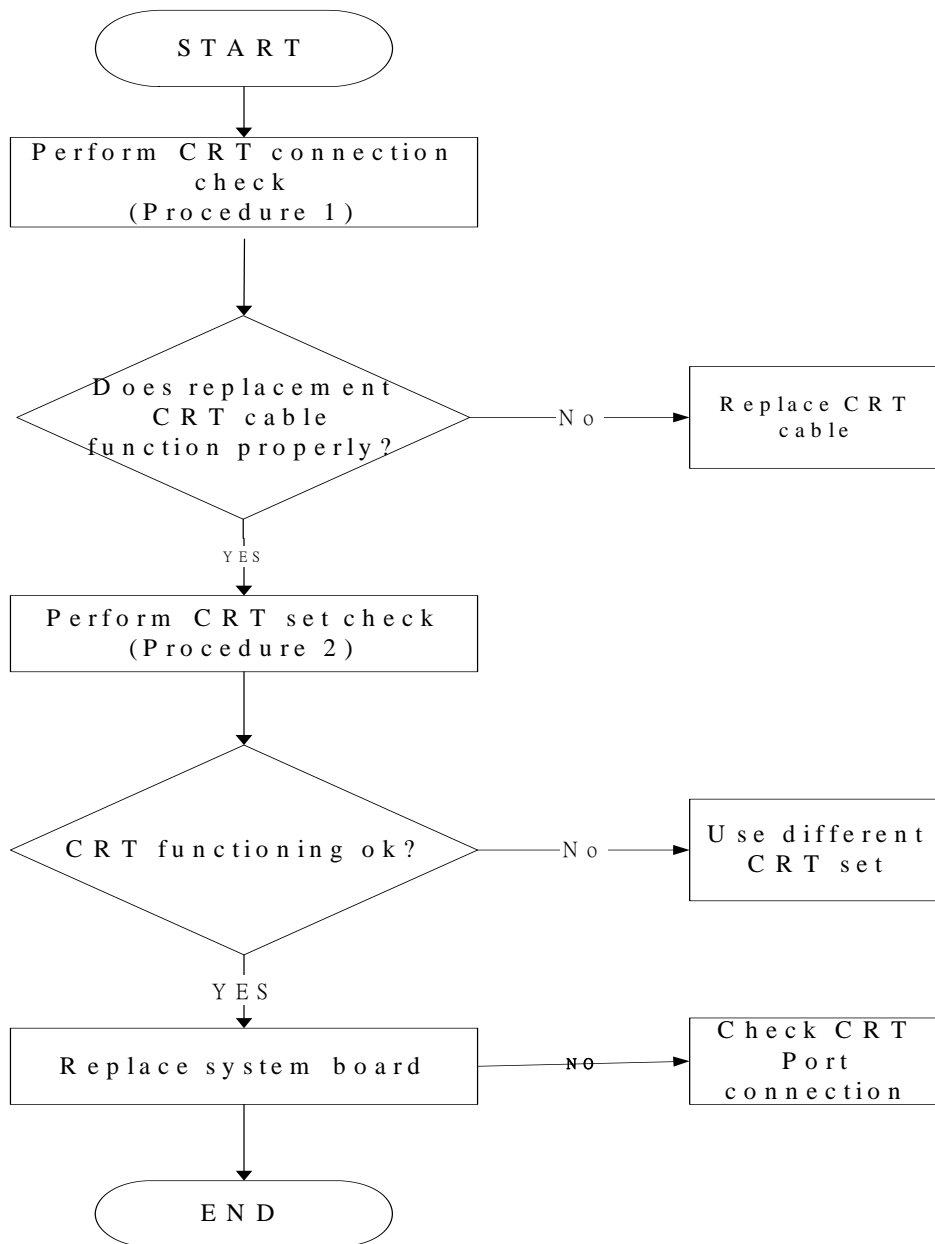 START
Perform CRT connection
check
(Procedure 1)
Does replacement
CRT cable
function properly?
No
Replace CRT
cable
YES
Perform CRT set check
(Procedure 2)
CRT functioning ok?
No
Use different
CRT set
YES
Replace system board
NO
Check CRT
Port
connection
END